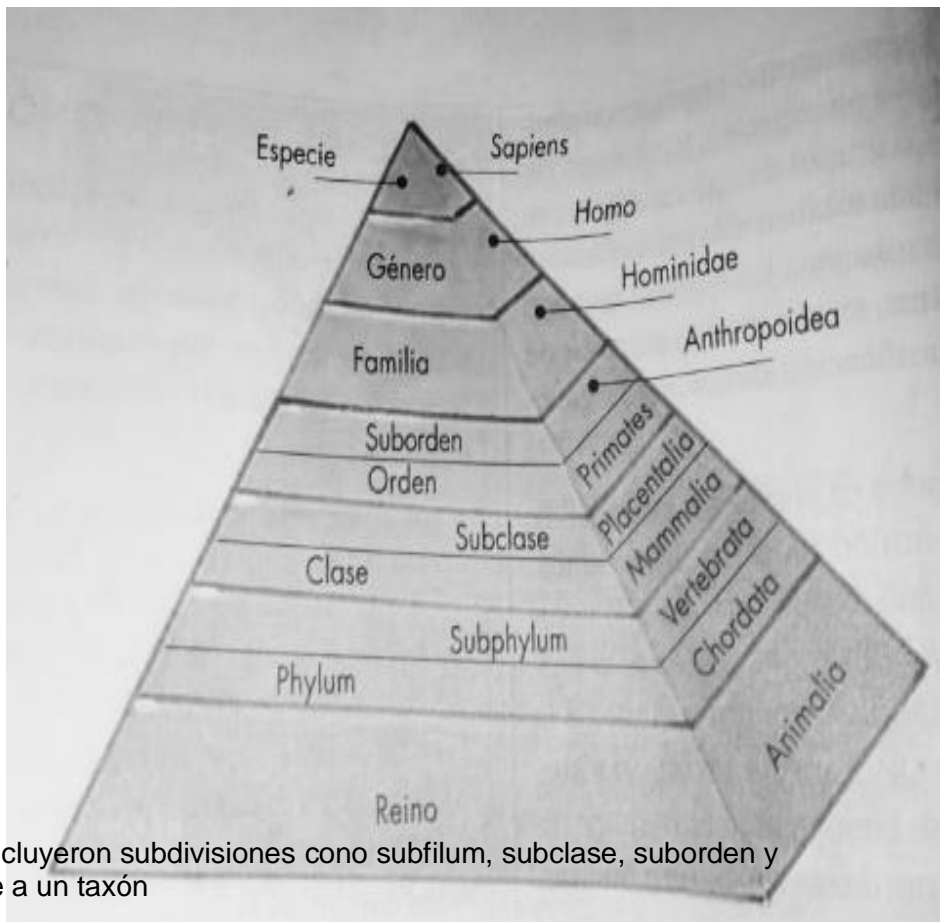 Especie
Sapiens
Homo
Género
Hominidae
Familia
Anthropoidea
Suborden
Primates
Orden
Placentalia
Subclase
Mammalia
Clase
Vertebrata
Subphylum
Chordata
Phylum
Animalia
Reino
cluyeron subdivisiones cono subfilum, subclase, suborden y
e a un taxón